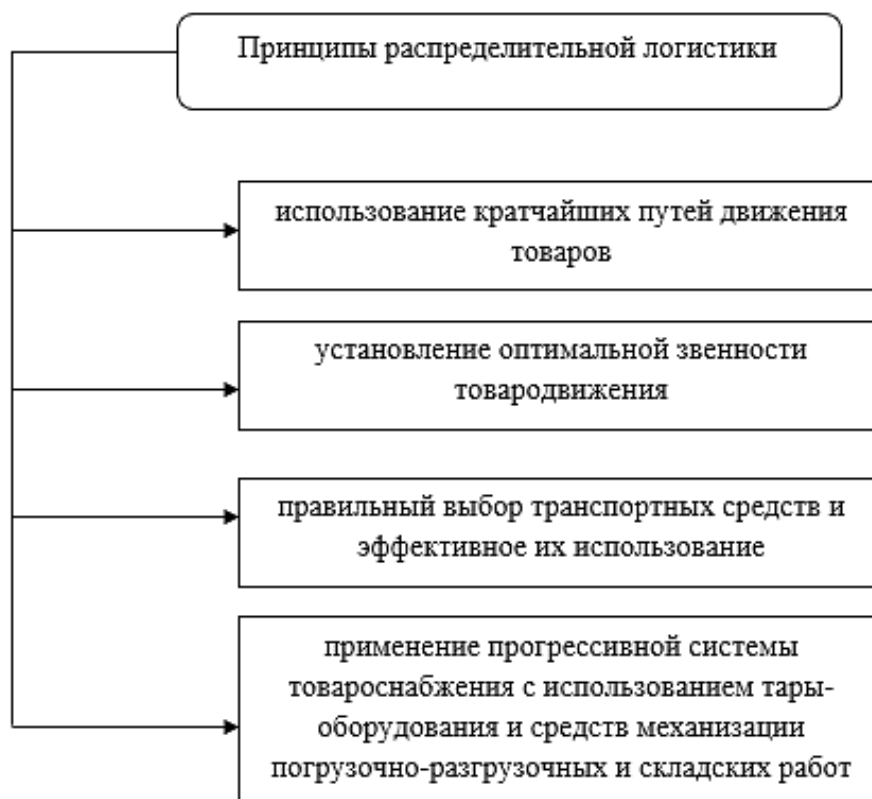 Принципы распределительной логистики
использование кратчайших путей движения
товаров
установление оптимальной звенности
товародвижения
правильный выбор транспортных средств и
эффективное их использование
применение прогрессивной системы
товароснабжения с использованием тары-
оборудования и средств механизации
погрузочно-разгрузочных и складских работ